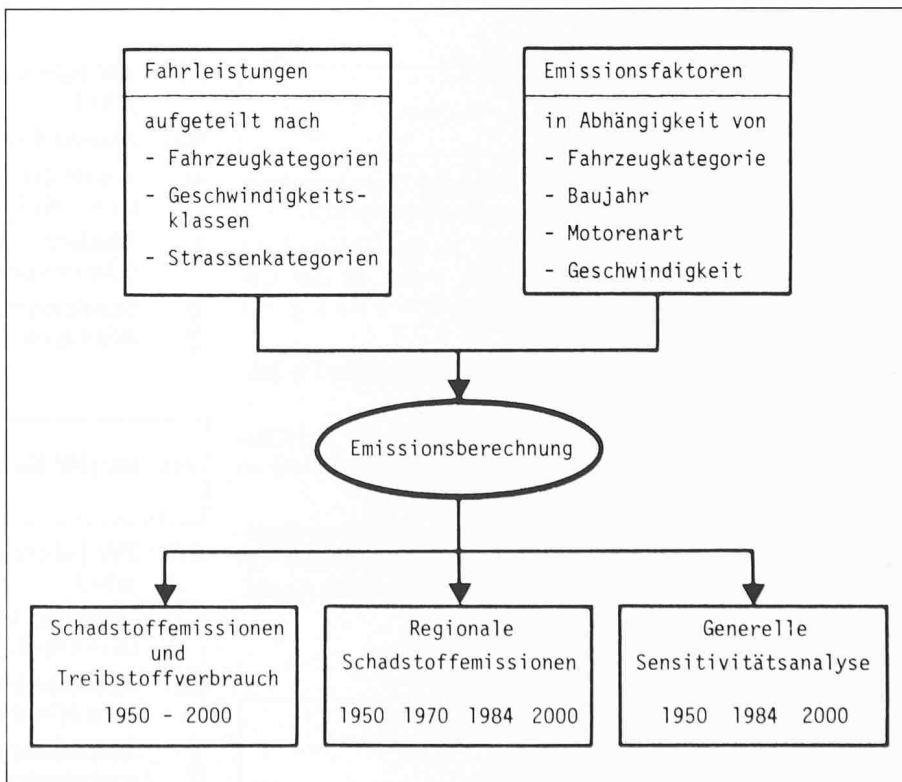 Fahrleistungen
aufgeteilt nach
- Fahrzeugkategorien
- Geschwindigkeits-
klassen
- Strassenkategorien
Emissionsfaktoren
in Abhängigkeit von
- Fahrzeugkategorie
- Baujahr
- Motorenart
- Geschwindigkeit
Emissionsberechnung
Schadstoffemissionen
und
Treibstoffverbrauch
1950 - 2000
Regionale
Schadstoffemissionen
1950 1970 1984 2000
Generelle
Sensitivitätsanalyse
1950 1984 2000